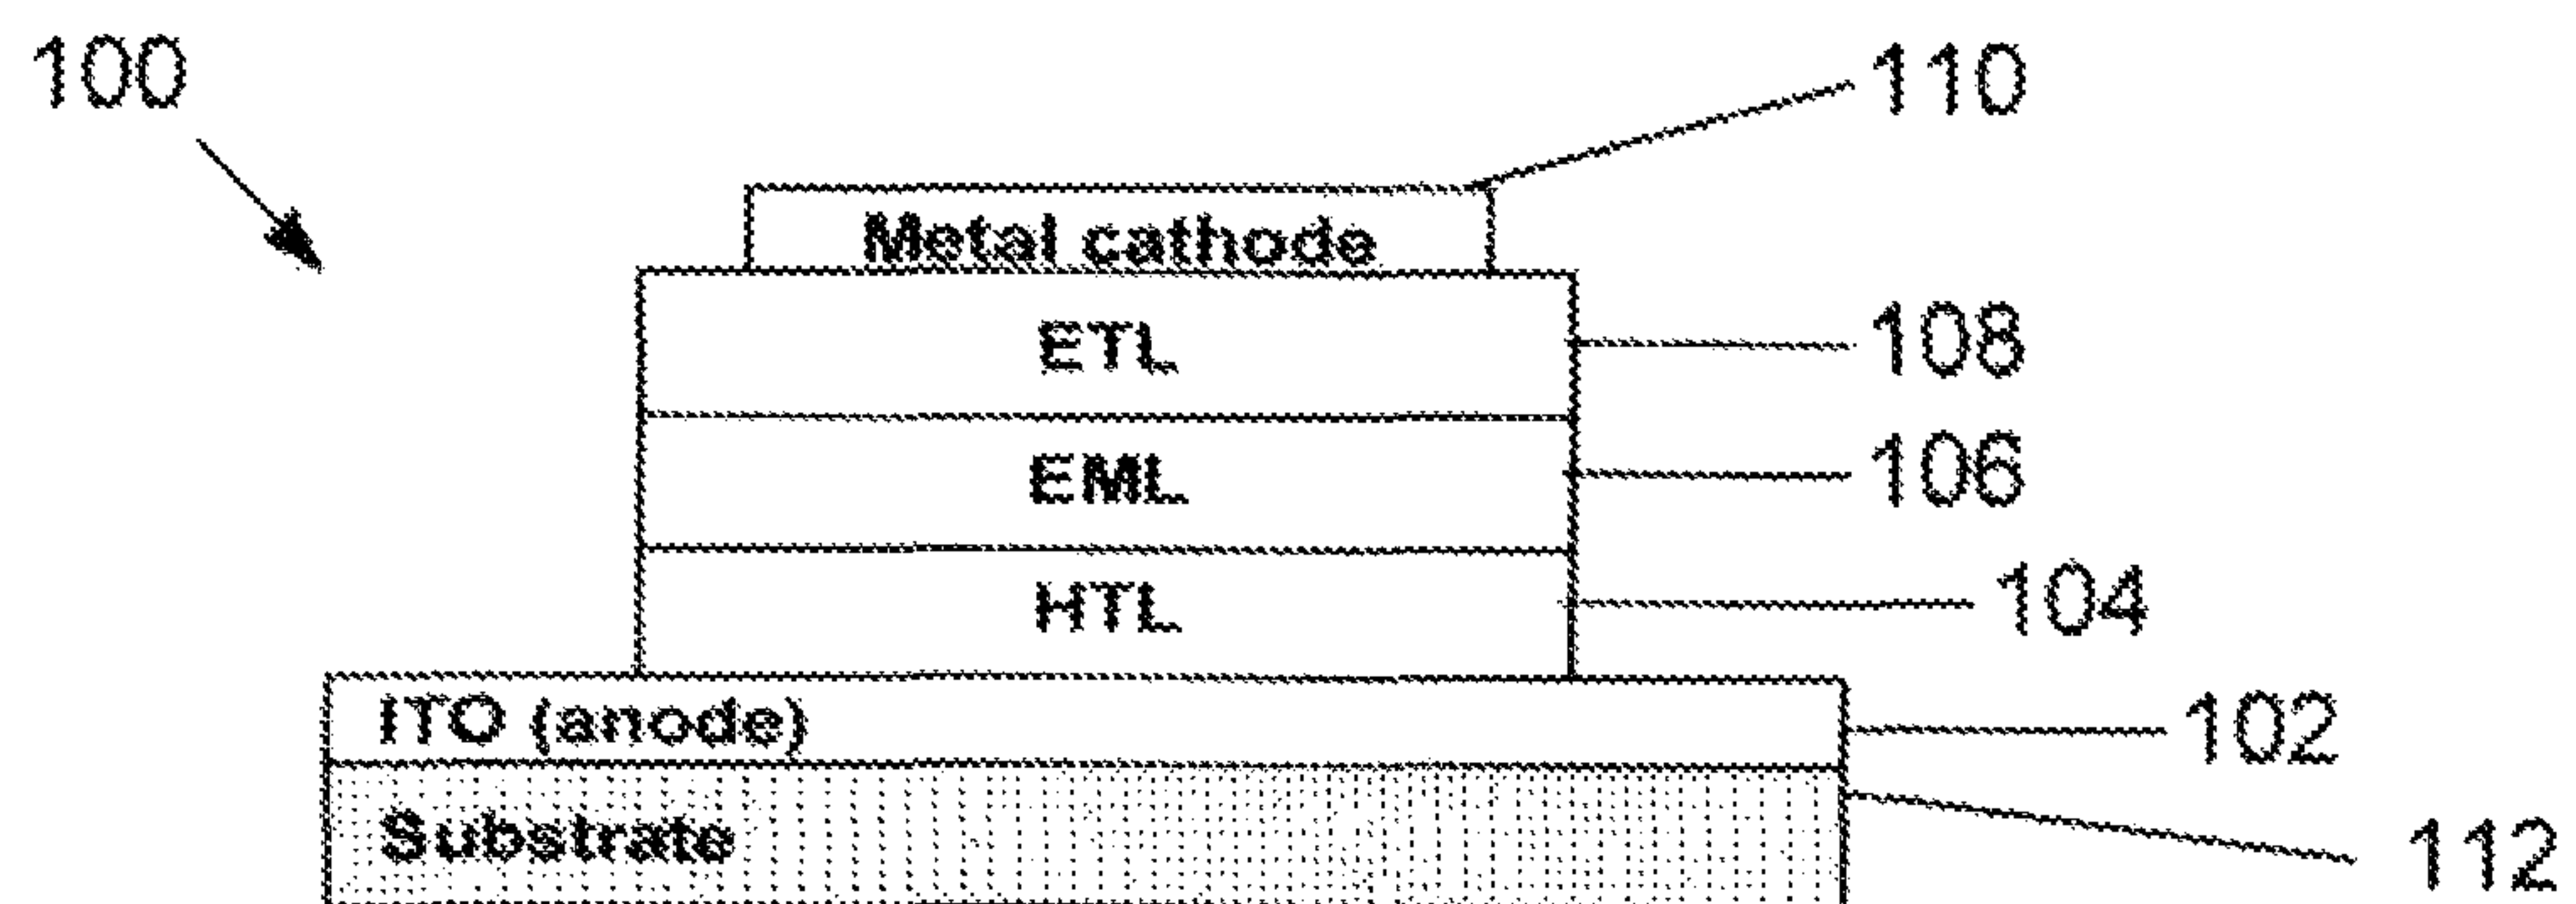 100
110
Metal cathode
ETL
108
EML
106
HTL
104
ITO (anode)
102
Substrate
112